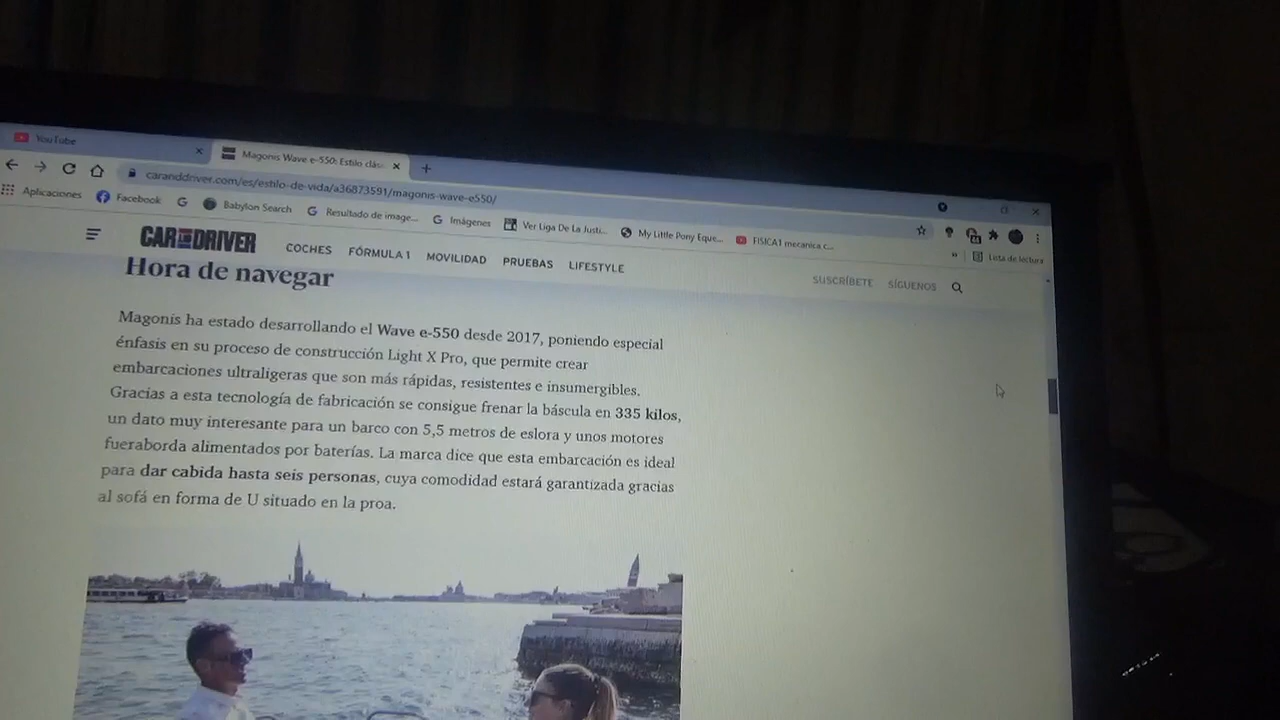 YouTube
Magonis Wave e-550: Estilo clás
caranddriver.com/es/estilo-de-vida/a36873591/magonis-wave-e550/
Aplicaciones Facebook Babylon Search Resultado de image... Imágenes Ver Liga De La Justi... My Little Pony Eque... FISICA1 mecanica c... » Lista de lectura
CAR DRIVER COCHES FÓRMULA 1 MOVILIDAD PRUEBAS LIFESTYLE SUSCRÍBETE SÍGUENOS
Hora de navegar
Magonis ha estado desarrollando el Wave e-550 desde 2017, poniendo especial
énfasis en su proceso de construcción Light X Pro, que permite crear
embarcaciones ultraligeras que son más rápidas, resistentes e insumergibles.
Gracias a esta tecnología de fabricación se consigue frenar la báscula en 335 kilos,
un dato muy interesante para un barco con 5,5 metros de eslora y unos motores
fueraborda alimentados por baterías. La marca dice que esta embarcación es ideal
para dar cabida hasta seis personas, cuya comodidad estará garantizada gracias
al sofá en forma de U situado en la proa.